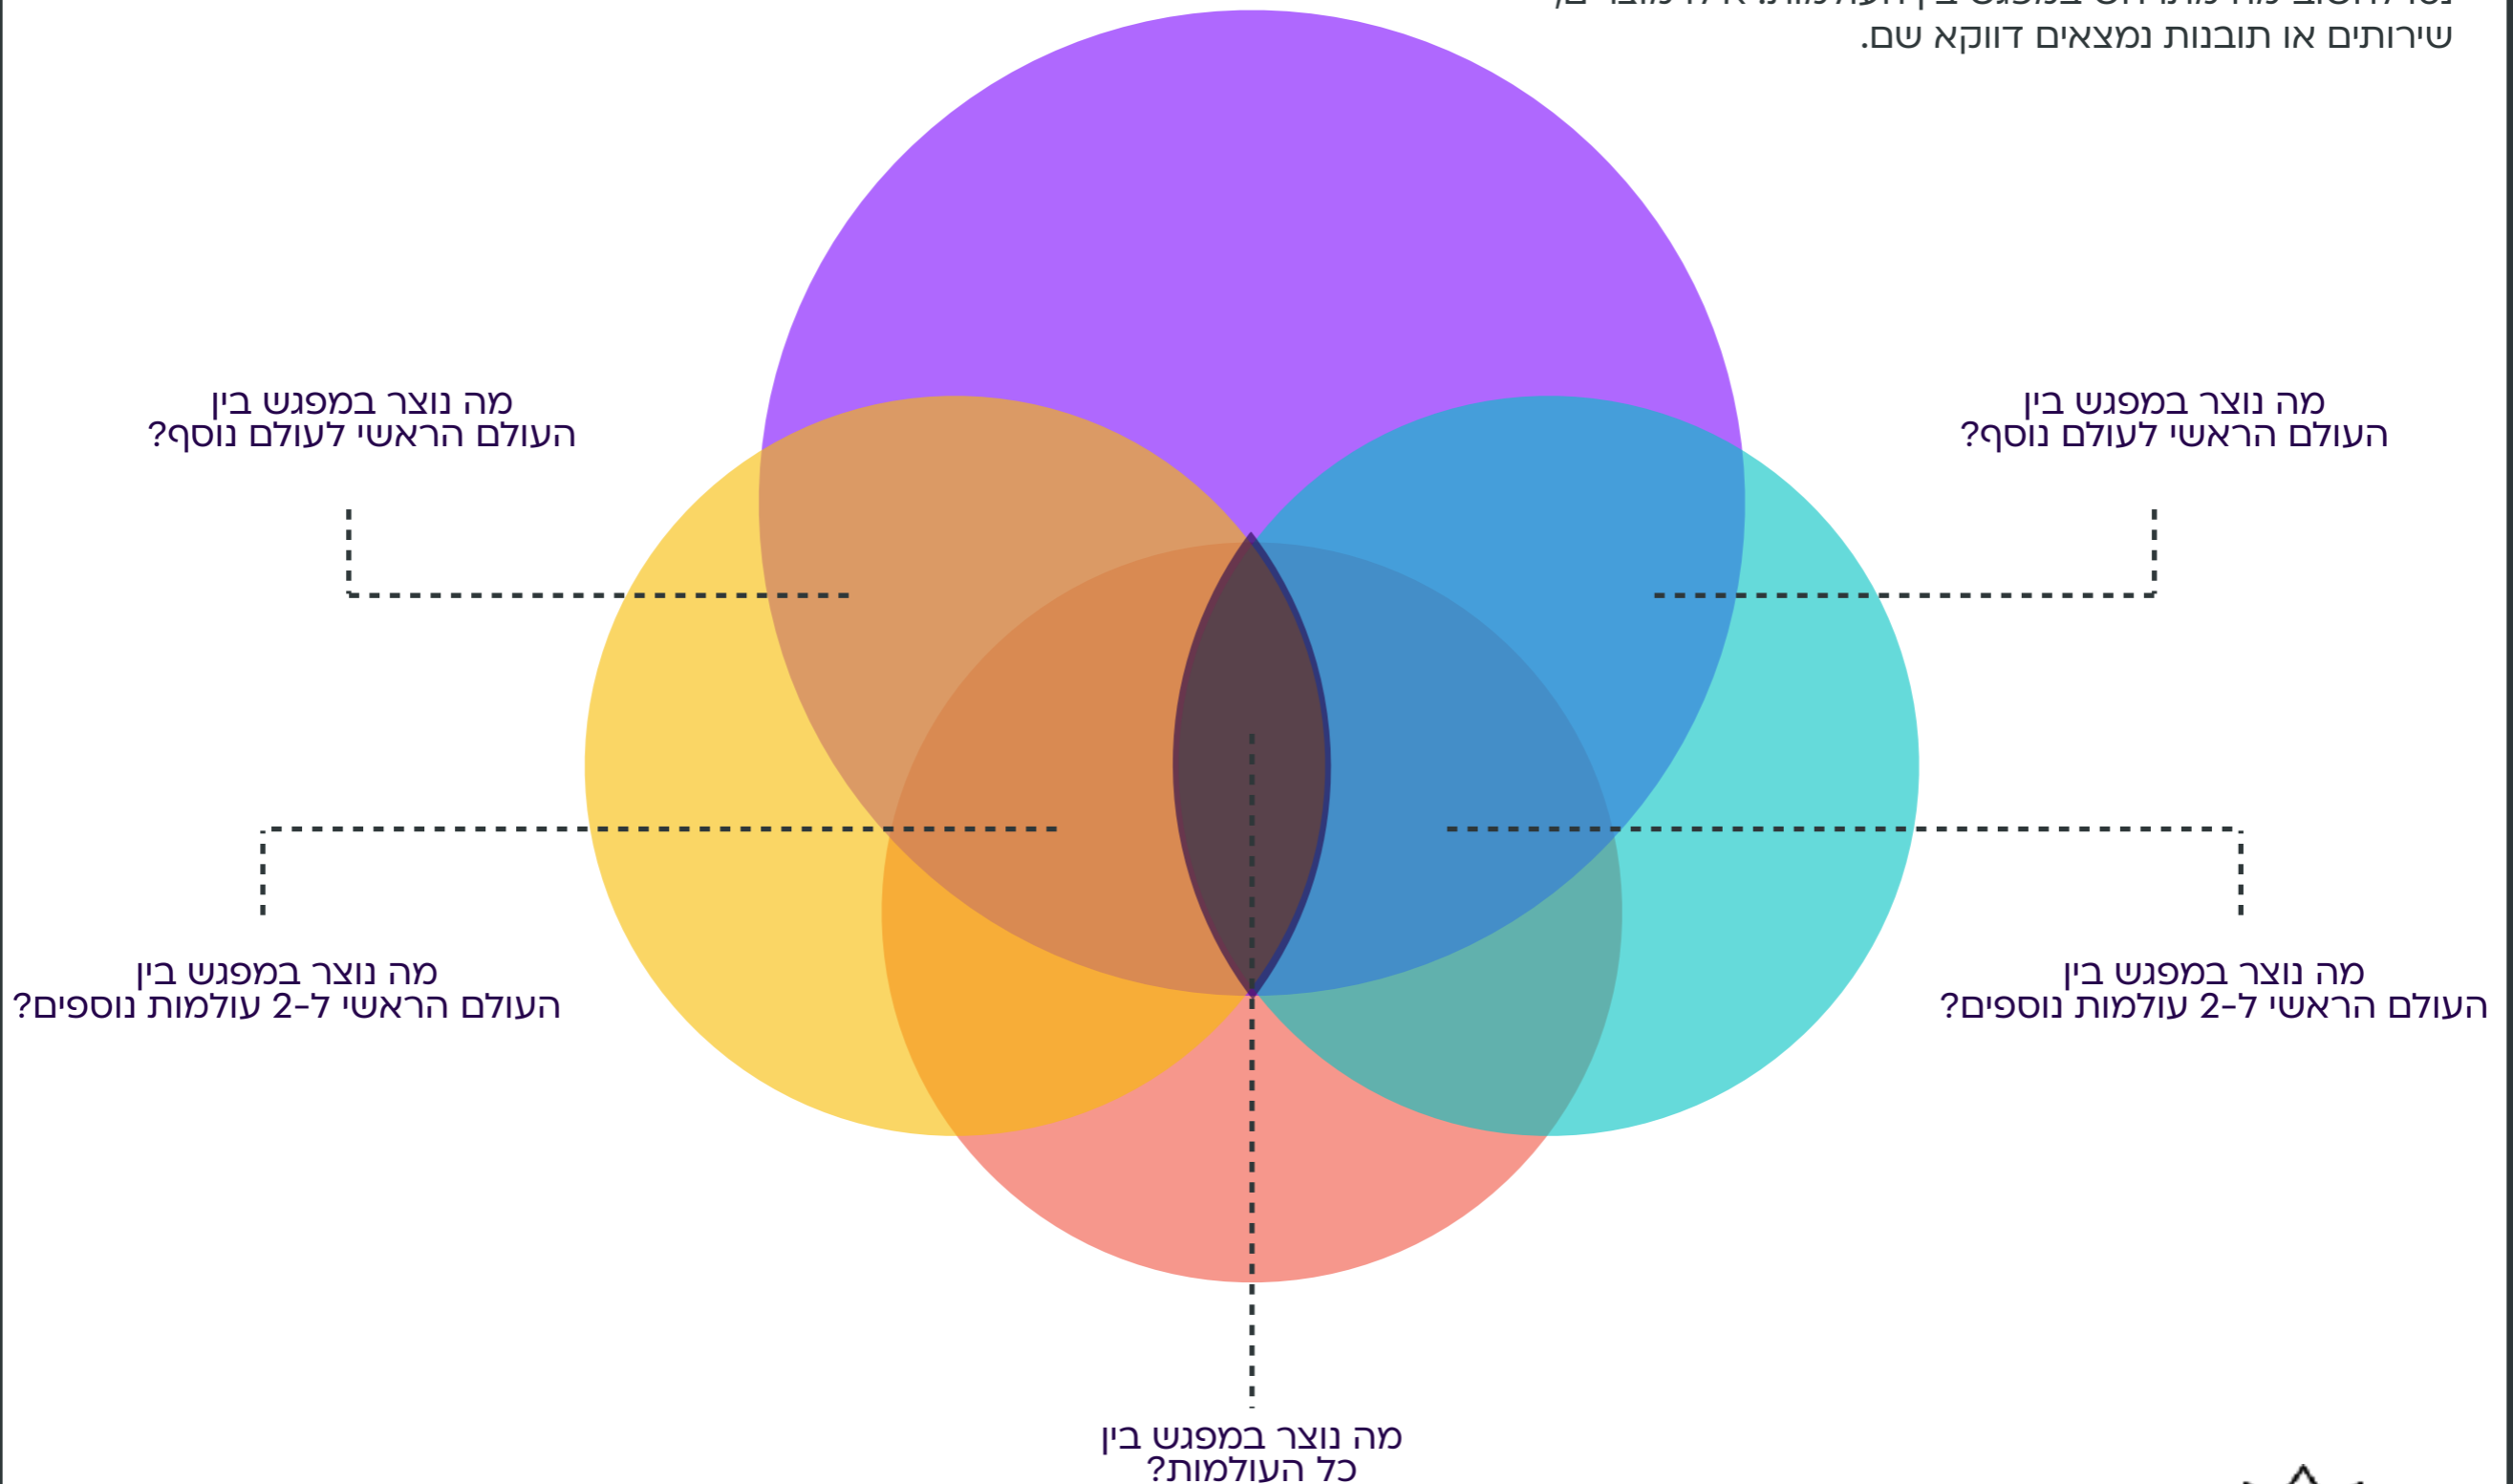 שירותים או תובנות נמצאים דווקא שם.
מה נוצר במפגש בין
העולם הראשי לעולם נוסף?
מה נוצר במפגש בין
העולם הראשי לעולם נוסף?
מה נוצר במפגש בין
העולם הראשי ל-2 עולמות נוספים?
מה נוצר במפגש בין
העולם הראשי ל-2 עולמות נוספים?
מה נוצר במפגש בין
כל העולמות?